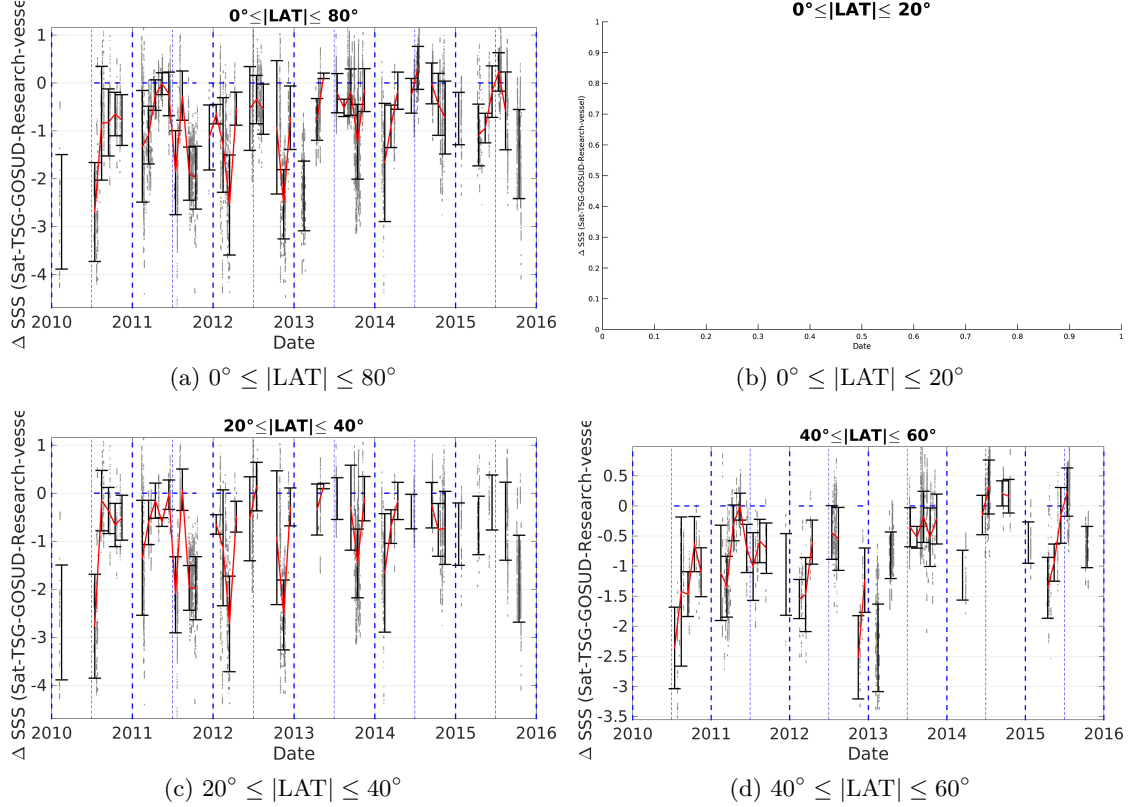 0°≤|LAT|≤ 80°
Δ SSS (Sat-TSG-GOSUD-Research-vessel)
1
0
-1
-2
-3
-4
2010 2011 2012 2013 2014 2015 2016
Date
(a) 0° ≤ |LAT| ≤ 80°
0°≤|LAT|≤ 20°
Δ SSS (Sat-TSG-GOSUD-Research-vessel)
1
0.9
0.8
0.7
0.6
0.5
0.4
0.3
0.2
0.1
0
0 0.1 0.2 0.3 0.4 0.5 0.6 0.7 0.8 0.9 1
Date
(b) 0° ≤ |LAT| ≤ 20°
20°≤|LAT|≤ 40°
Δ SSS (Sat-TSG-GOSUD-Research-vesse
1
0
-1
-2
-3
-4
2010 2011 2012 2013 2014 2015 2016
Date
(c) 20° ≤ |LAT| ≤ 40°
40°≤|LAT|≤ 60°
Δ SSS (Sat-TSG-GOSUD-Research-vesse
0.5
0
-0.5
-1
-1.5
-2
-2.5
-3
-3.5
2010 2011 2012 2013 2014 2015 2016
Date
(d) 40° ≤ |LAT| ≤ 60°